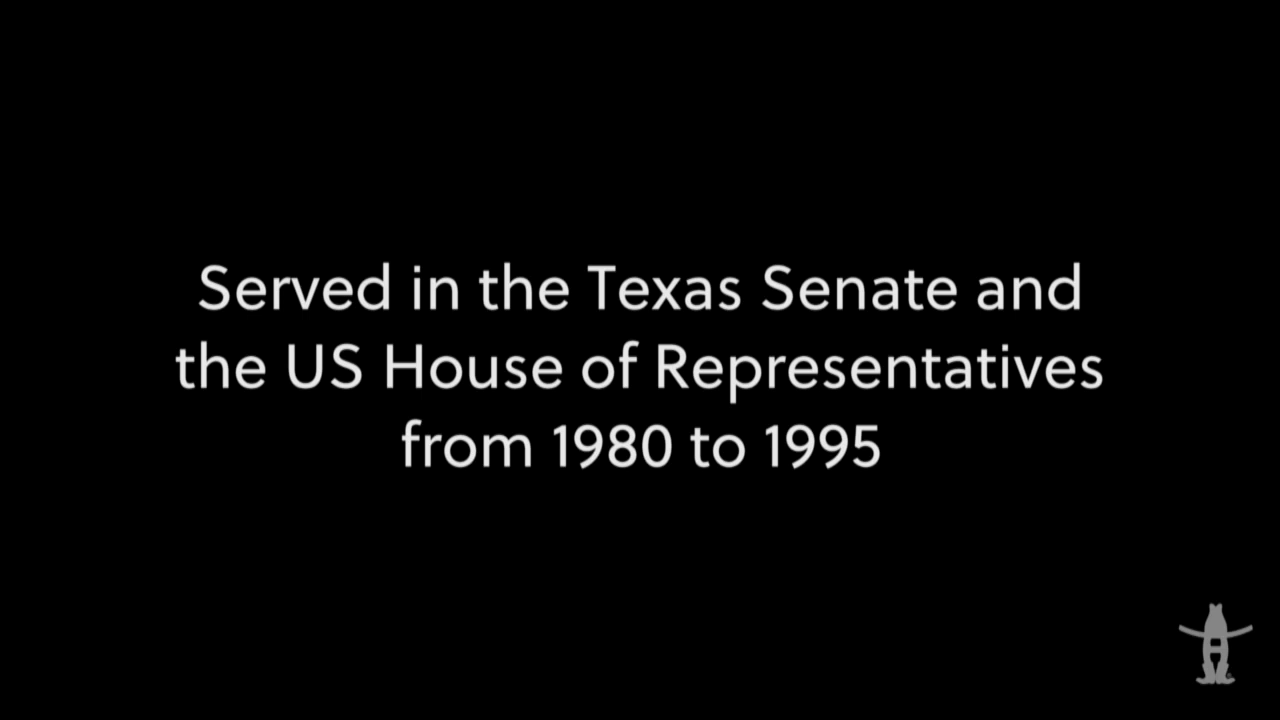 Served in the Texas Senate and
the US House of Representatives
from 1980 to 1995